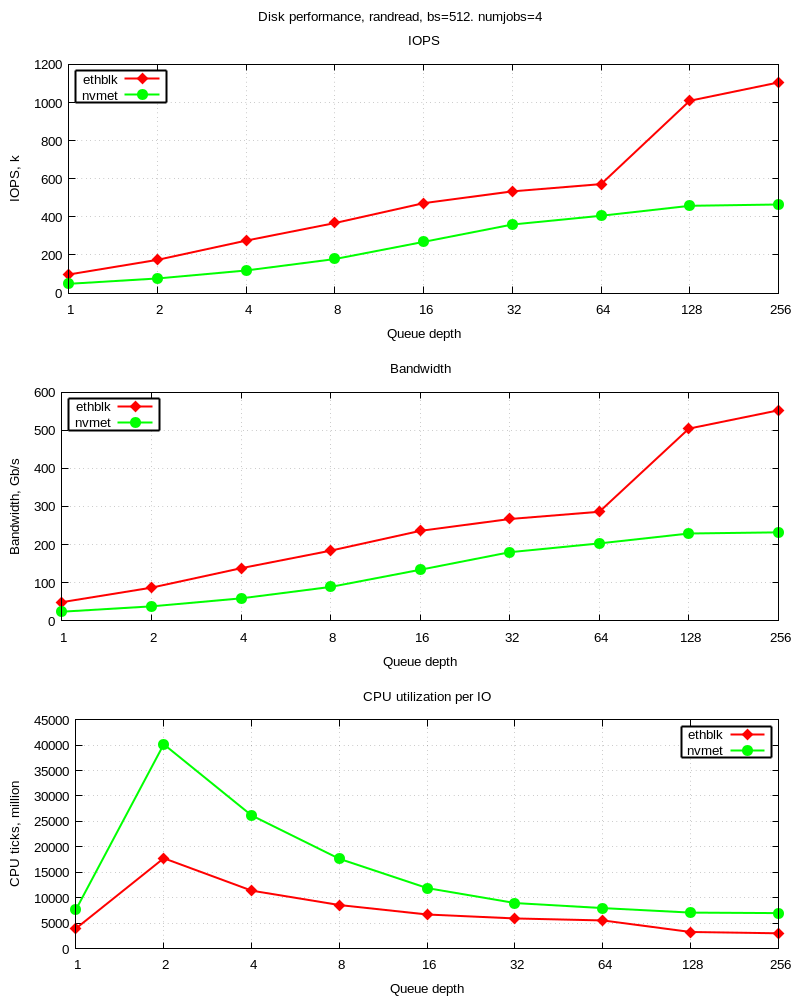 Disk performance, randread, bs=512. numjobs=4
IOPS
1200
1000
800
600
400
200
0
IOPS, k
ethblk
nvmet
1 2 4 8 16 32 64 128 256
Queue depth
Bandwidth
600
500
400
300
200
100
0
Bandwidth, Gb/s
ethblk
nvmet
1 2 4 8 16 32 64 128 256
Queue depth
CPU utilization per IO
45000
40000
35000
30000
25000
20000
15000
10000
5000
0
CPU ticks, million
ethblk
nvmet
1 2 4 8 16 32 64 128 256
Queue depth